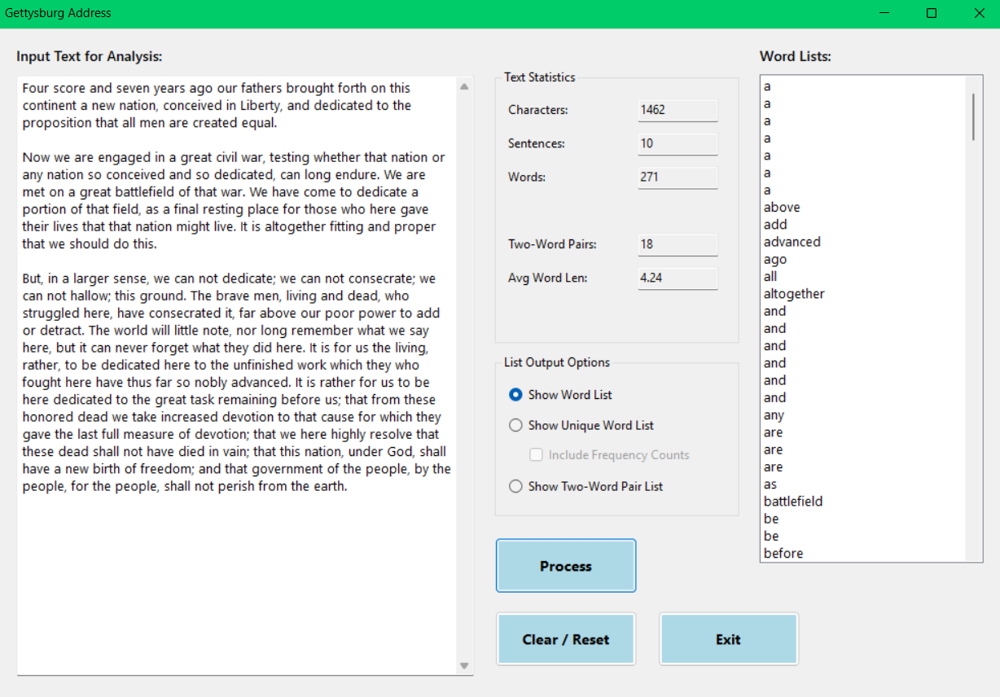 Gettysburg Address
Input Text for Analysis:
Four score and seven years ago our fathers brought forth on this
continent a new nation, conceived in Liberty, and dedicated to the
proposition that all men are created equal.
Now we are engaged in a great civil war, testing whether that nation or
any nation so conceived and so dedicated, can long endure. We are
met on a great battlefield of that war. We have come to dedicate a
portion of that field, as a final resting place for those who here gave
their lives that that nation might live. It is altogether fitting and proper
that we should do this.
But, in a larger sense, we can not dedicate; we can not consecrate; we
can not hallow; this ground. The brave men, living and dead, who
struggled here, have consecrated it, far above our poor power to add
or detract. The world will little note, nor long remember what we say
here, but it can never forget what they did here. It is for us the living,
rather, to be dedicated here to the unfinished work which they who
fought here have thus far so nobly advanced. It is rather for us to be
here dedicated to the great task remaining before us; that from these
honored dead we take increased devotion to that cause for which they
gave the last full measure of devotion; that we here highly resolve that
these dead shall not have died in vain; that this nation, under God, shall
have a new birth of freedom; and that government of the people, by the
people, for the people, shall not perish from the earth.
Text Statistics
Characters: 1462
Sentences: 10
Words: 271
Two-Word Pairs: 18
Avg Word Len: 4.24
List Output Options
Show Word List
Show Unique Word List
Include Frequency Counts
Show Two-Word Pair List
Process
Clear / Reset
Exit
Word Lists:
a
a
a
a
a
a
a
above
add
advanced
ago
all
altogether
and
and
and
and
and
and
any
are
are
are
as
battlefield
be
be
before